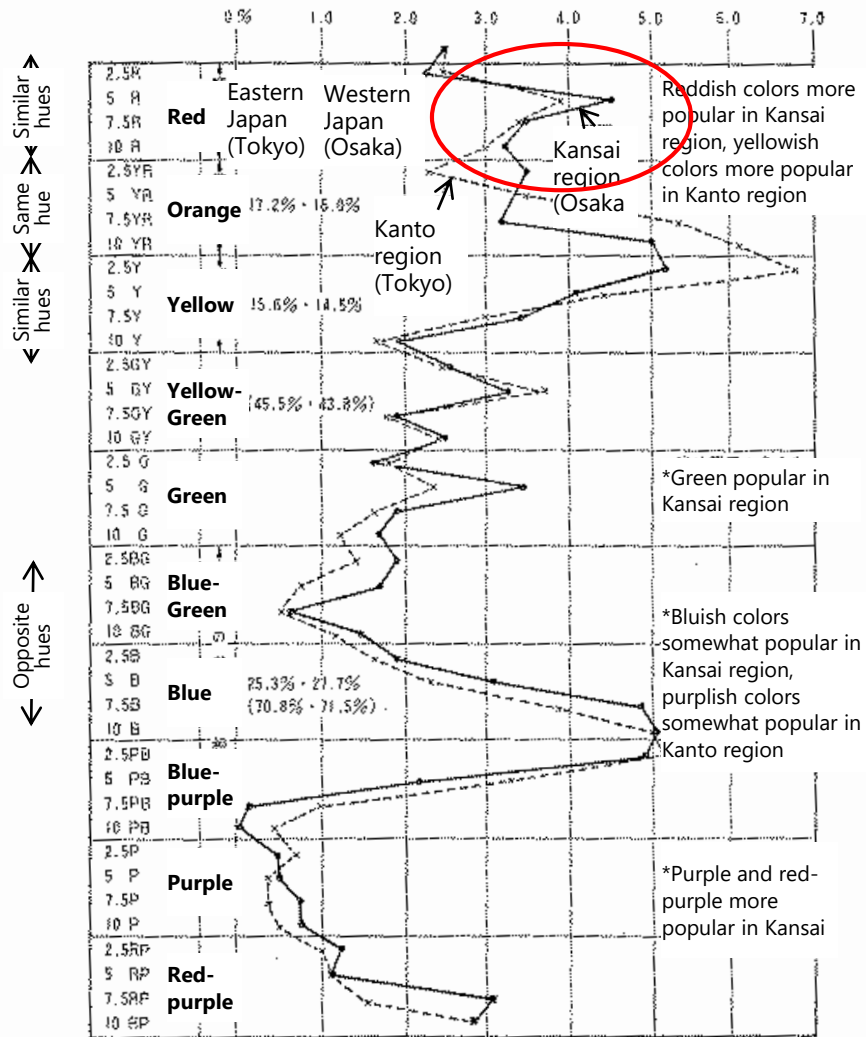 0% 1.0 2.0 3.0 4.0 5.0 6.0 7.0
Similar hues
Same hue
Similar hues
Opposite hues
2.5R
5 R
7.5R
10 R
Red
Eastern Japan (Tokyo)
Western Japan (Osaka)
Kansai region (Osaka
Reddish colors more
popular in Kansai
region, yellowish
colors more popular
in Kanto region
2.5YR
5 YR
7.5YR
10 YR
Orange
Kanto
region
(Tokyo)
2.5Y
5 Y
7.5Y
10 Y
Yellow
15.6% · 14.5%
2.5GY
5 GY
7.5GY
10 GY
Yellow-
Green
(45.5% · 43.8%)
2.5 G
5 G
7.5 G
10 G
Green
*Green popular in
Kansai region
2.5BG
5 BG
7.5BG
10 BG
Blue-
Green
2.5B
5 B
7.5B
10 B
Blue
25.3% · 27.7%
(70.8% · 71.5%)
*Bluish colors
somewhat popular in
Kansai region,
purplish colors
somewhat popular in
Kanto region
2.5PB
5 PB
7.5PB
10 PB
Blue-
purple
2.5P
5 P
7.5P
10 P
Purple
*Purple and red-
purple more
popular in Kansai
2.5RP
5 RP
7.5RP
10 RP
Red-
purple